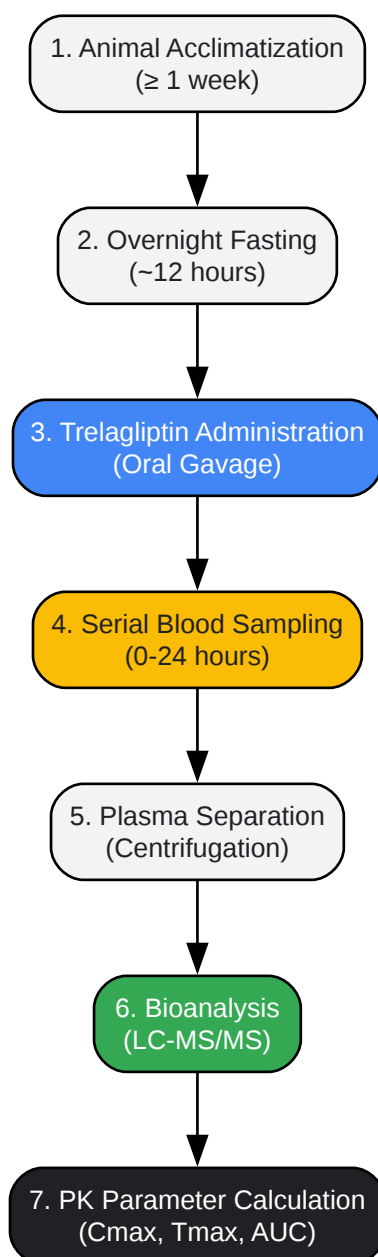 1. Animal Acclimatization
(≥ 1 week)
2. Overnight Fasting
(~12 hours)
3. Trelagliptin Administration
(Oral Gavage)
4. Serial Blood Sampling
(0-24 hours)
5. Plasma Separation
(Centrifugation)
6. Bioanalysis
(LC-MS/MS)
7. PK Parameter Calculation
(Cmax, Tmax, AUC)